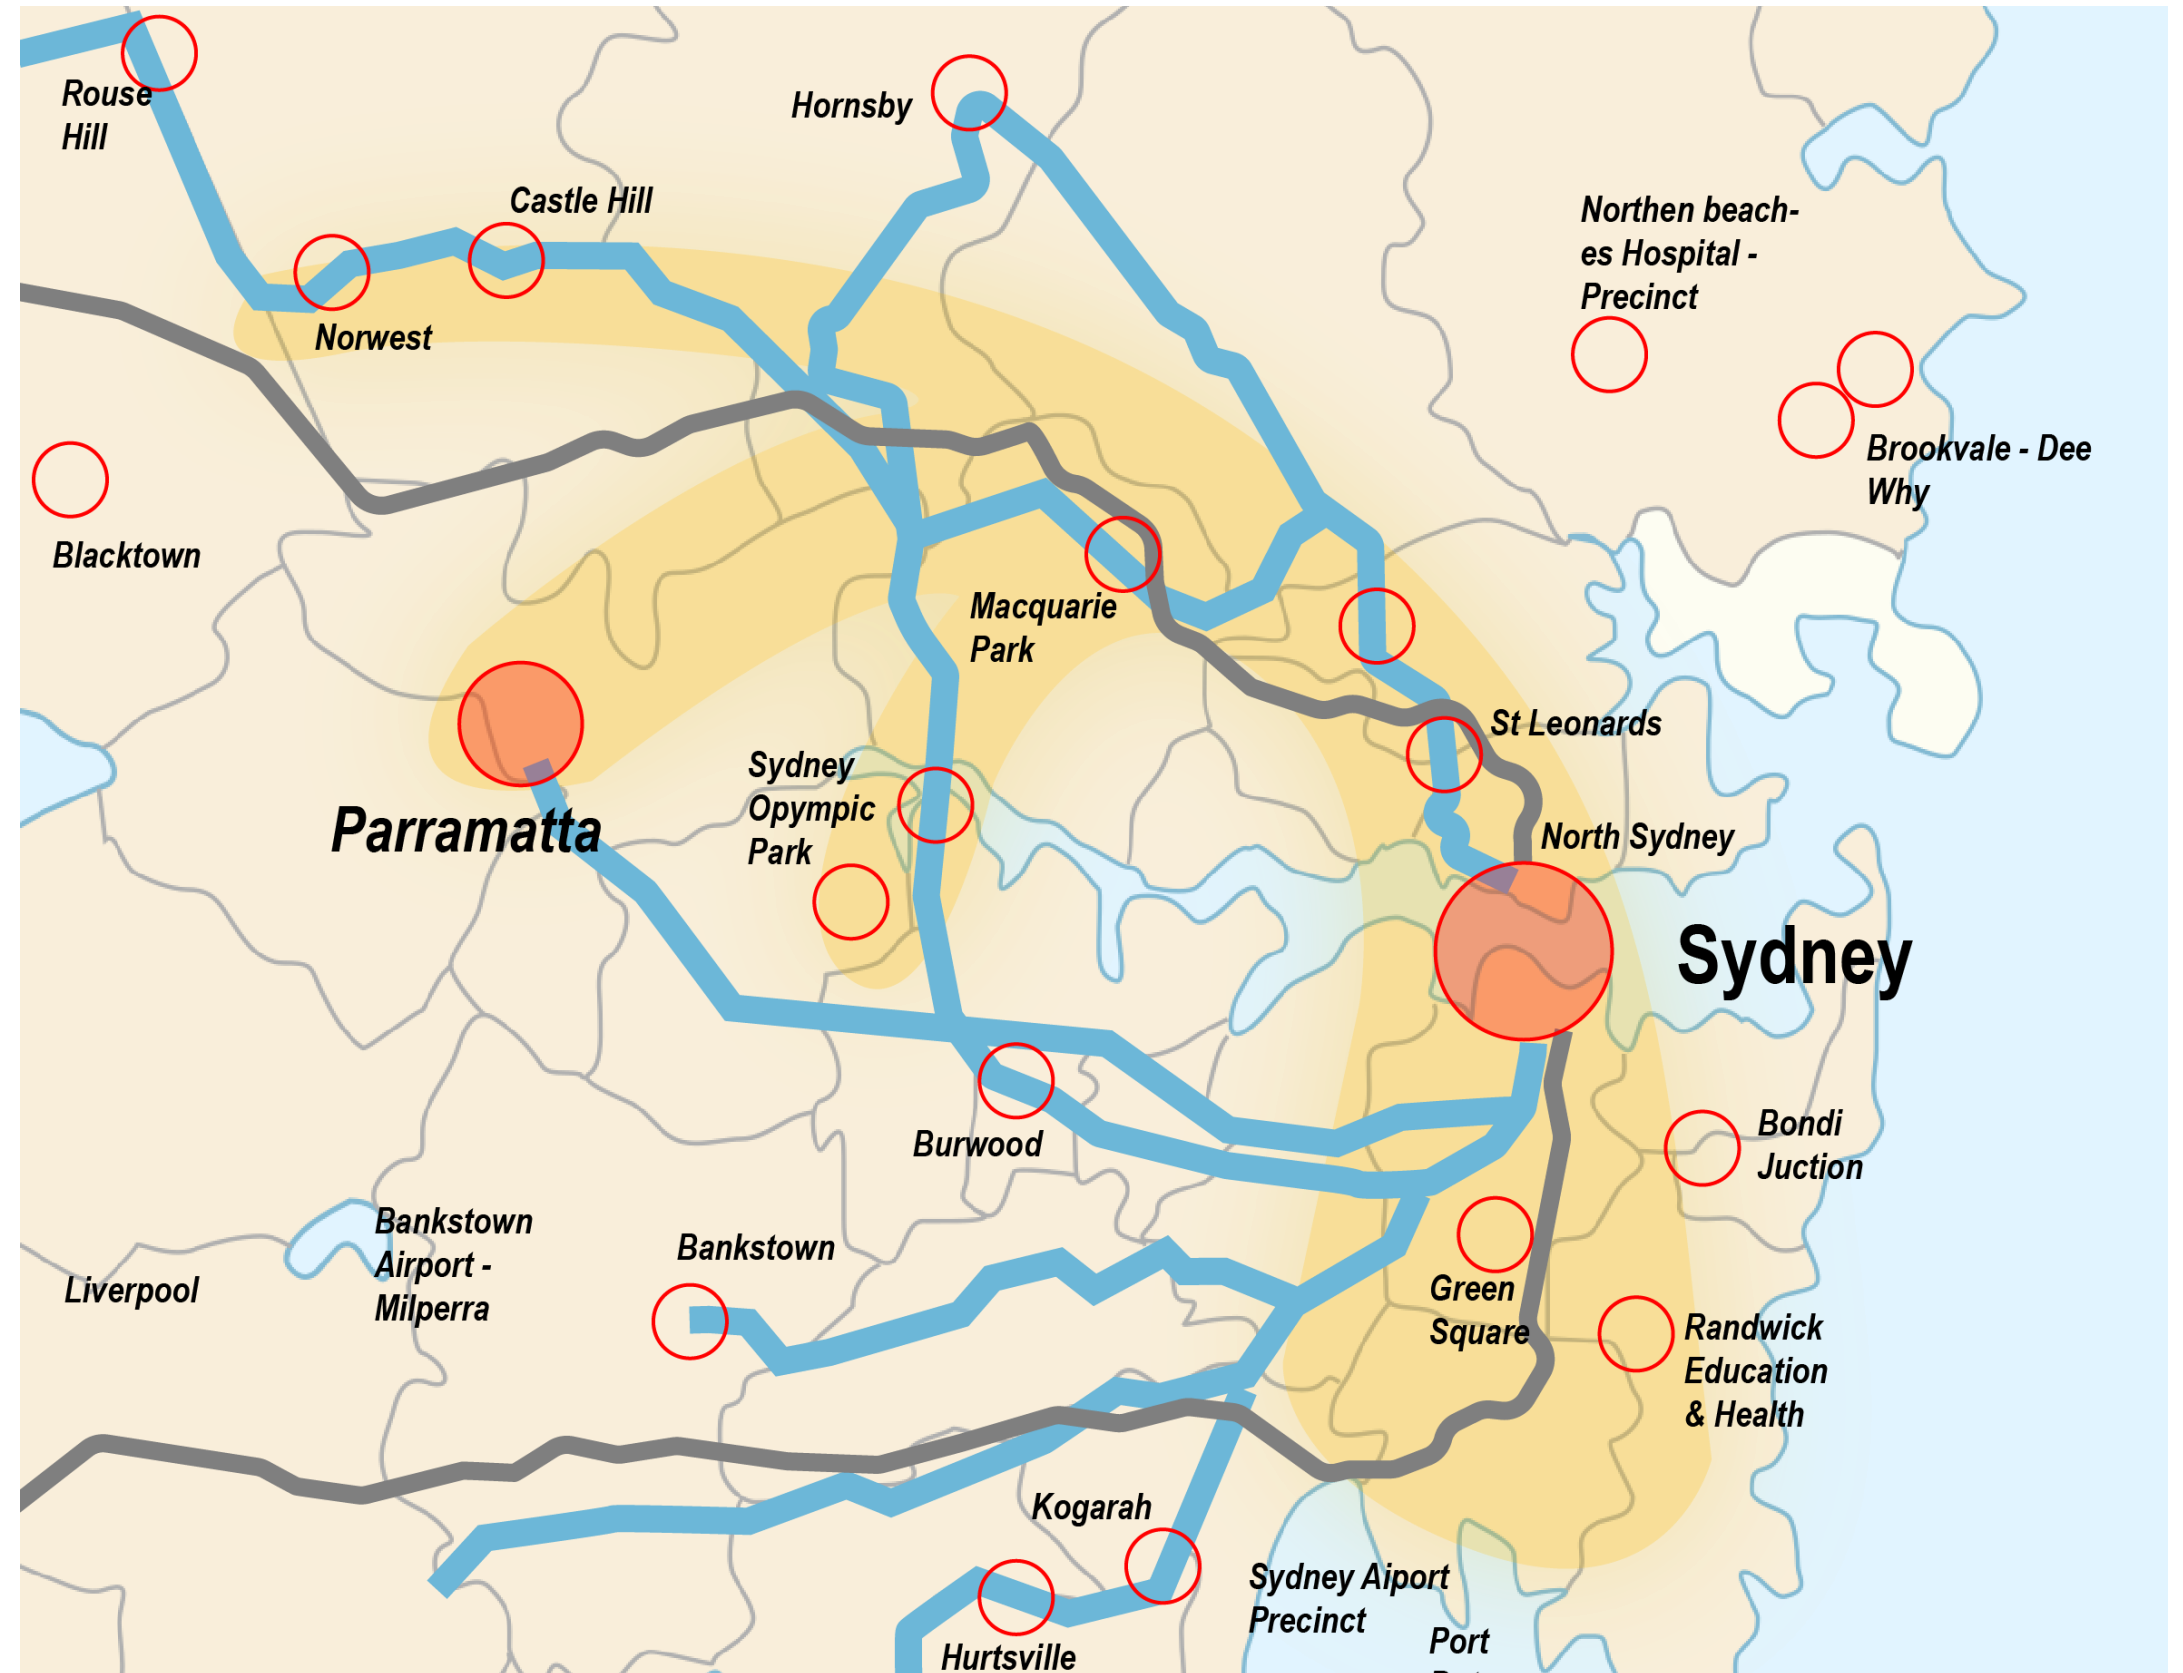 Rouse
Hill
Hornsby
Castle Hill
Northen beach-
es Hospital -
Precinct
Norwest
Brookvale - Dee
Why
Blacktown
Macquarie
Park
St Leonards
Sydney
Opympic
Park
Parramatta
North Sydney
Sydney
Burwood
Bondi
Juction
Bankstown
Airport -
Milperra
Bankstown
Liverpool
Green
Square
Randwick
Education
& Health
Kogarah
Sydney Aiport
Precinct
Hurtsville
Port